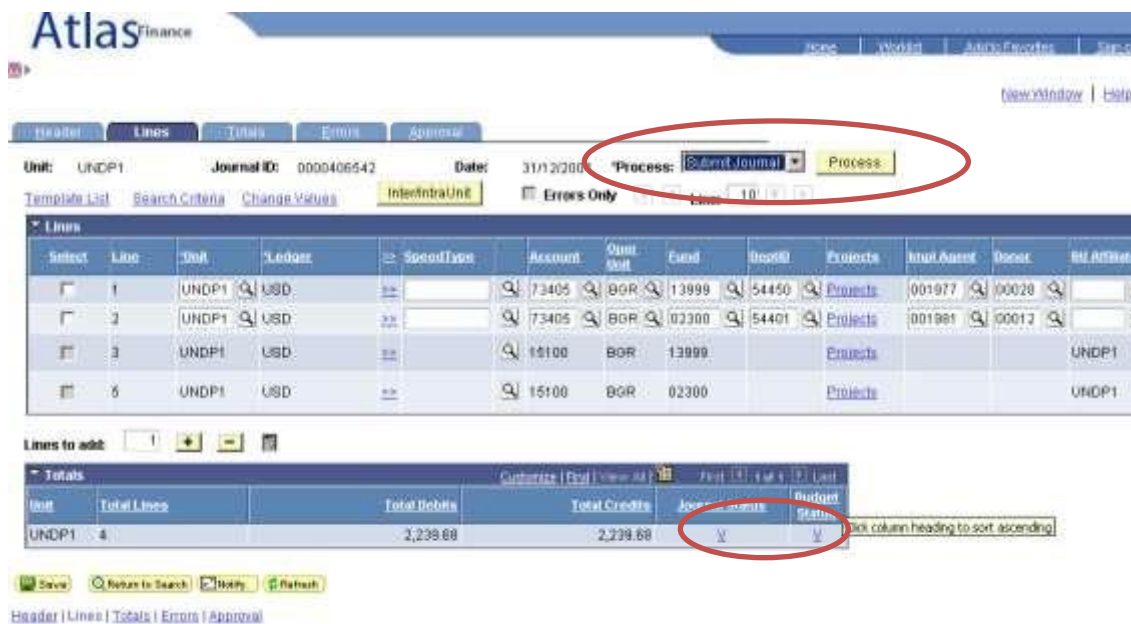 Atlas Finance
Home | Worklist | Add to Favorites |
New Window | Help
Header Lines Totals Errors Approval
Unit: UNDP1 Journal ID: 0000406542 Date: *Process: Submit Journal Process
Template List Search Criteria Change Values Inter/IntraUnit Errors Only Line: 10
Lines
Select Line *Unit *Ledger >> SpeedType Account Oper Unit Fund DeptID Projects Impl Agent Donor
1 UNDP1 USD >> 73405 BGR 13999 54450 Projects 001977 00028
2 UNDP1 USD >> 73405 BGR 02300 54401 Projects 001981 00012
3 UNDP1 USD >> 15100 BGR 13999 Projects UNDP1
5 UNDP1 USD >> 15100 BGR 02300 Projects UNDP1
Lines to add: 1 + -
Totals Customize | Find | View All | First 1 of 1 Last
Unit Total Lines Total Debits Total Credits Journal Status Budget Status
UNDP1 4 2,239.68 2,239.68 V V
Click column heading to sort ascending
Save Return to Search Notify Refresh
Header | Lines | Totals | Errors | Approval